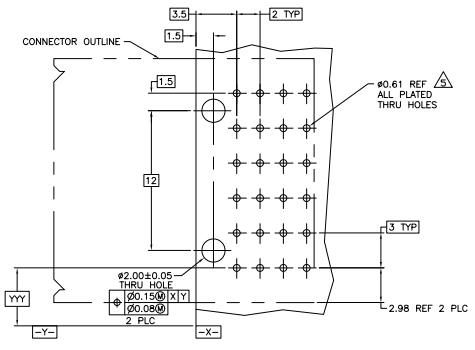 3.5
2 TYP
1.5
CONNECTOR OUTLINE
1.5
ø0.61 REF 5
ALL PLATED
THRU HOLES
12
3 TYP
ø2.00±0.05
THRU HOLE
⌖ Ø0.15Ⓜ X Y
Ø0.08Ⓜ
2 PLC
YYY
2.98 REF 2 PLC
-Y-
-X-